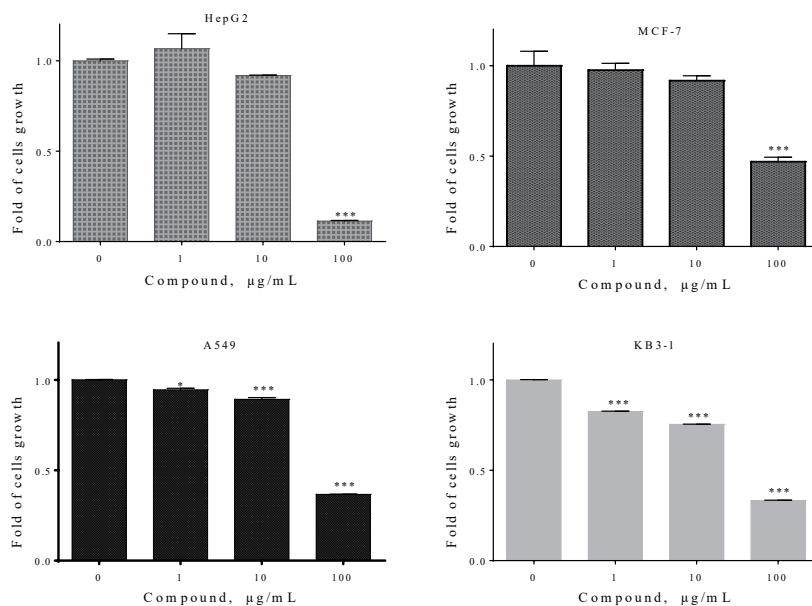 HepG2
Fold of cells growth
1.0
0.5
0.0
***
0 1 10 100
Compound, µg/mL
MCF-7
Fold of cells growth
1.0
0.5
0.0
***
0 1 10 100
Compound, µg/mL
A549
Fold of cells growth
1.0
0.5
0.0
* *** ***
0 1 10 100
Compound, µg/mL
KB3-1
Fold of cells growth
1.0
0.5
0.0
*** *** ***
0 1 10 100
Compound, µg/mL